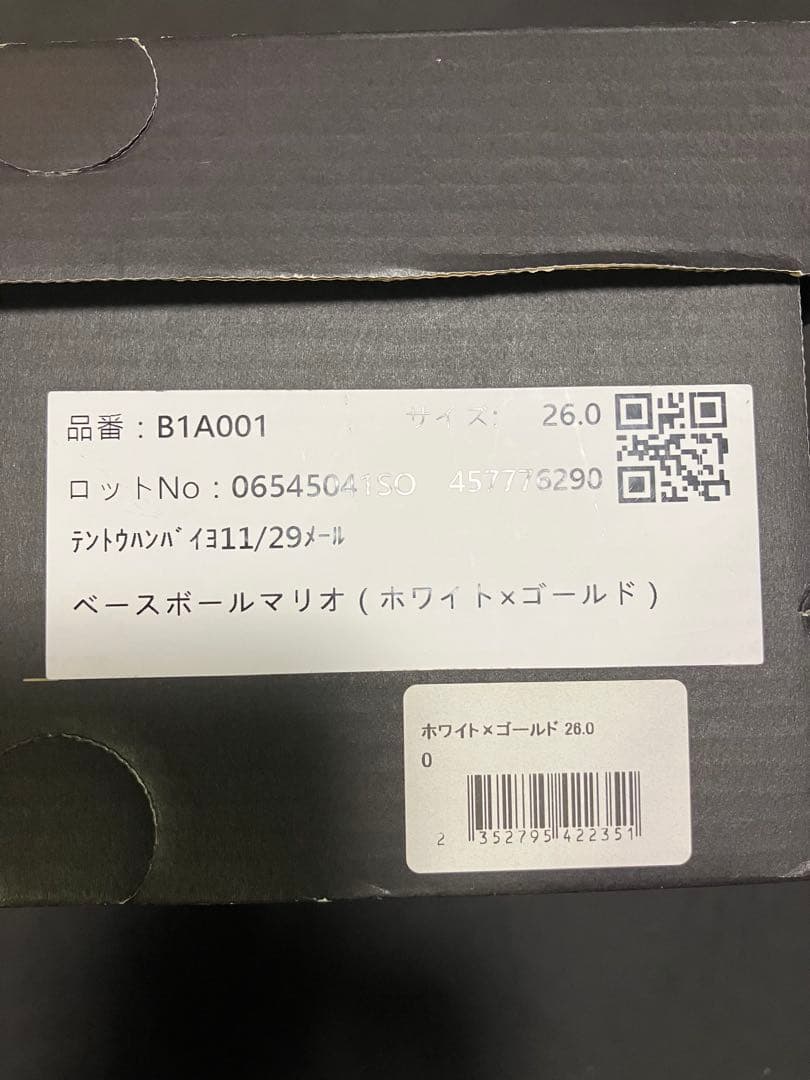 品番:B1A001 サイズ: 26.0
ロットNo:06545041SO 457776290
ﾃﾝﾄｳﾊﾝﾊﾞｲﾖ11/29ﾒｰﾙ
ベースボールマリオ(ホワイト×ゴールド)
ホワイト×ゴールド 26.0
0
2 352795 422351